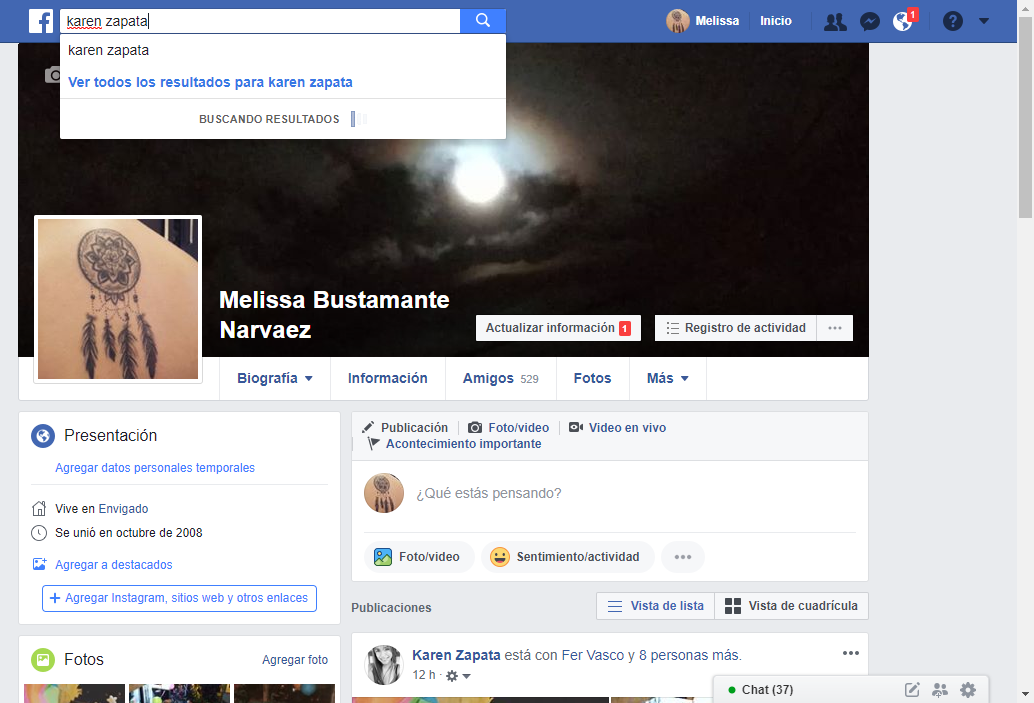 karen zapata
Melissa
Inicio
1
karen zapata
Ver todos los resultados para karen zapata
BUSCANDO RESULTADOS
Melissa Bustamante
Narvaez
Actualizar información 1
Registro de actividad
Biografía
Información
Amigos 529
Fotos
Más
Presentación
Agregar datos personales temporales
Vive en Envigado
Se unió en octubre de 2008
Agregar a destacados
+ Agregar Instagram, sitios web y otros enlaces
Fotos
Agregar foto
Publicación
Foto/video
Video en vivo
Acontecimiento importante
¿Qué estás pensando?
Foto/video
Sentimiento/actividad
Publicaciones
Vista de lista
Vista de cuadrícula
Karen Zapata está con Fer Vasco y 8 personas más.
12 h ·
Chat (37)